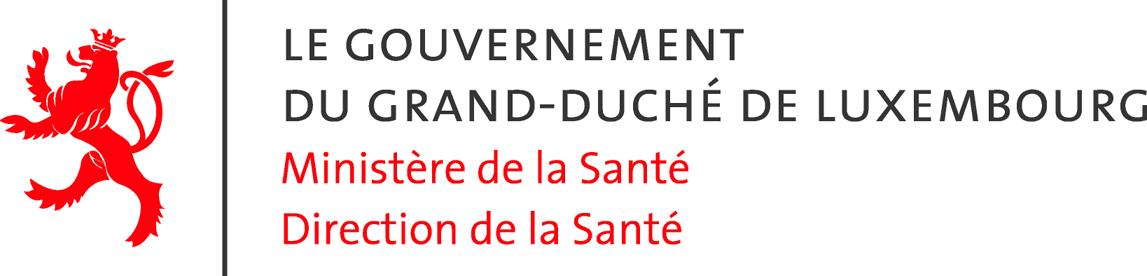 LE GOUVERNEMENT
DU GRAND-DUCHÉ DE LUXEMBOURG
Ministère de la Santé
Direction de la Santé